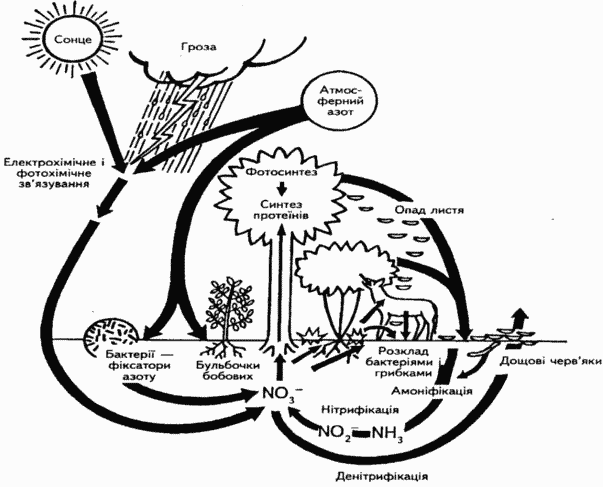 Сонце
Гроза
Атмос-
ферний
азот
Електрохімічне і
фотохімічне
зв'язування
Фотосинтез
Синтез
протеїнів
Опад листя
Бактерії —
фіксатори
азоту
Бульбочки
бобових
Розклад
бактеріями і
грибками
Дощові черв'яки
Амоніфікація
NO₃⁻
Нітрифікація
NO₂⁻ NH₃
Денітрифікація